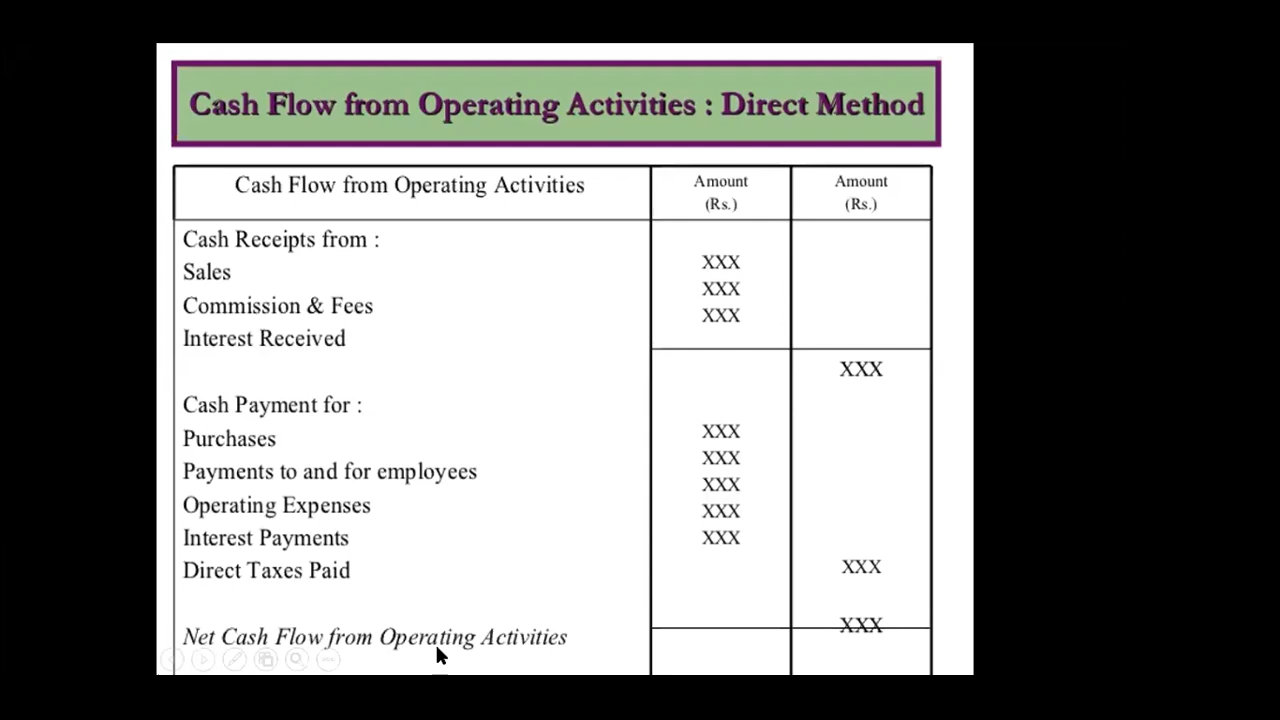 Cash Flow from Operating Activities : Direct Method
Cash Flow from Operating Activities
Amount
(Rs.)
Amount
(Rs.)
Cash Receipts from :
Sales
XXX
Commission & Fees
XXX
Interest Received
XXX
XXX
Cash Payment for :
Purchases
XXX
Payments to and for employees
XXX
Operating Expenses
XXX
Interest Payments
XXX
Direct Taxes Paid
XXX
XXX
Net Cash Flow from Operating Activities
XXX